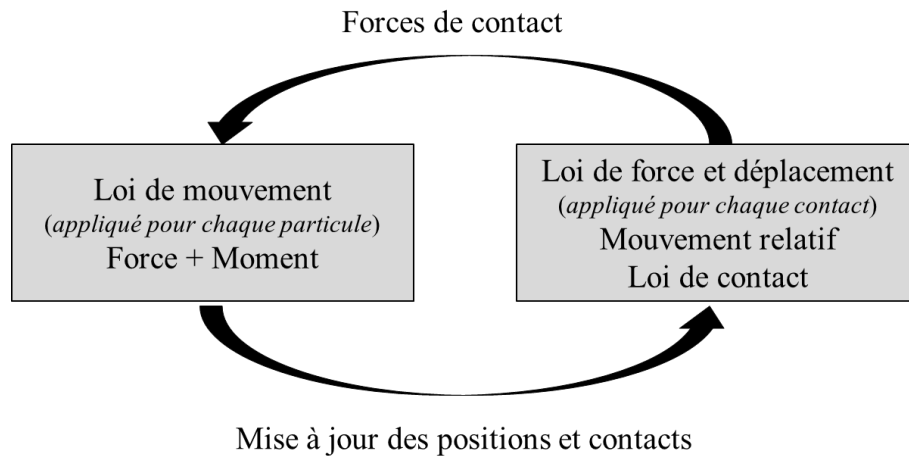 Forces de contact
Loi de mouvement
(appliqué pour chaque particule)
Force + Moment
Loi de force et déplacement
(appliqué pour chaque contact)
Mouvement relatif
Loi de contact
Mise à jour des positions et contacts